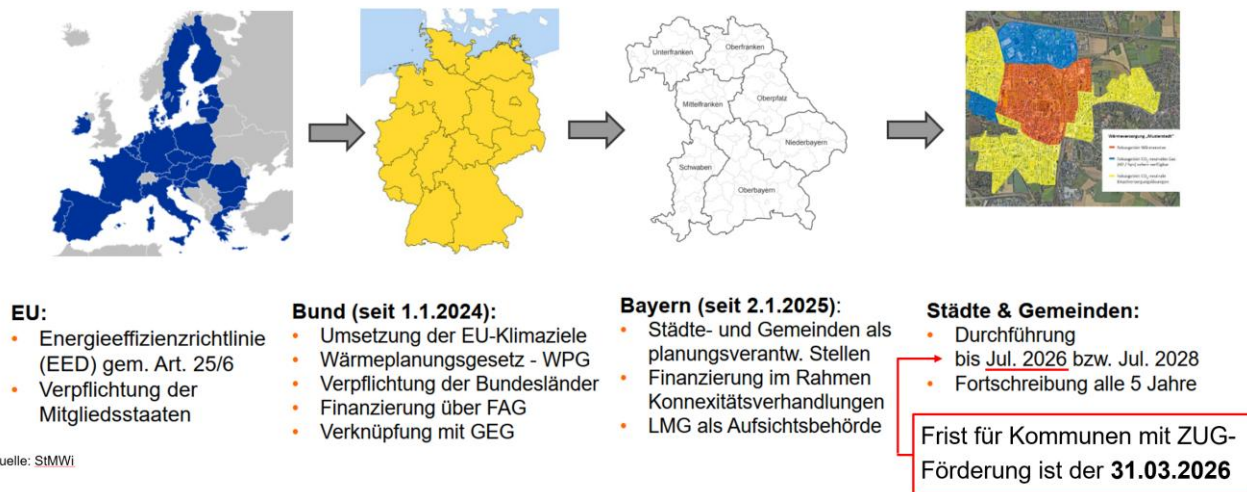 Unterfranken
Oberfranken
Mittelfranken
Oberpfalz
Niederbayern
Schwaben
Oberbayern
EU:
• Energieeffizienzrichtlinie
(EED) gem. Art. 25/6
• Verpflichtung der
Mitgliedsstaaten
Bund (seit 1.1.2024):
• Umsetzung der EU-Klimaziele
• Wärmeplanungsgesetz - WPG
• Verpflichtung der Bundesländer
• Finanzierung über FAG
• Verknüpfung mit GEG
Bayern (seit 2.1.2025):
• Städte- und Gemeinden als
planungsverantw. Stellen
• Finanzierung im Rahmen
Konnexitätsverhandlungen
• LMG als Aufsichtsbehörde
Städte & Gemeinden:
• Durchführung
bis Jul. 2026 bzw. Jul. 2028
• Fortschreibung alle 5 Jahre
Frist für Kommunen mit ZUG-
Förderung ist der 31.03.2026
uelle: StMWi